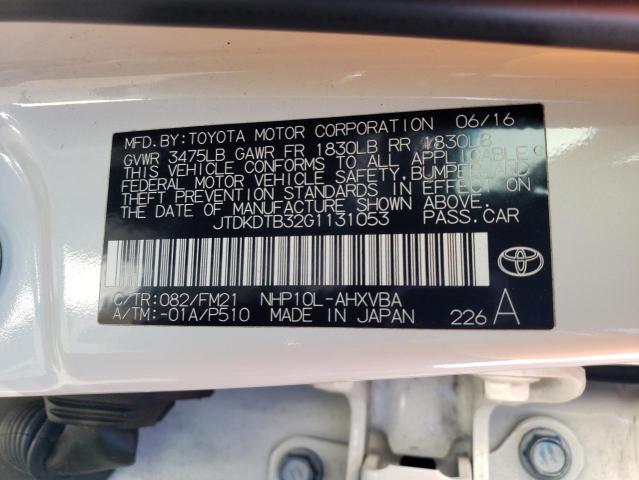 MFD. BY: TOYOTA MOTOR CORPORATION 06/16
GVWR 3475LB GAWR FR 1830LB RR 1830LB
THIS VEHICLE CONFORMS TO ALL APPLICABLE
FEDERAL MOTOR VEHICLE SAFETY, BUMPER, AND
THEFT PREVENTION STANDARDS IN EFFECT ON
THE DATE OF MANUFACTURE SHOWN ABOVE.
JTDKDTB32G1131053 PASS. CAR
C/TR: 082/FM21 NHP10L-AHXVBA
A/TM: -01A/P510 MADE IN JAPAN 226 A